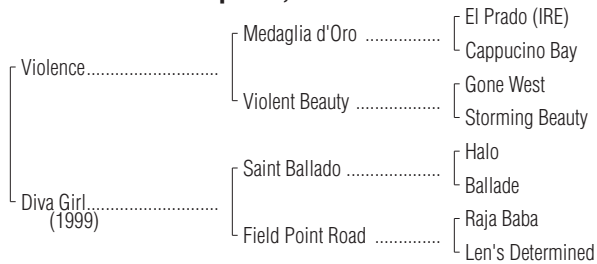 El Prado (IRE)
Medaglia d'Oro ................
Cappucino Bay
Violence.............................
Gone West
Violent Beauty ..................
Storming Beauty
Halo
Saint Ballado ....................
Ballade
Diva Girl.............................
(1999)
Raja Baba
Field Point Road ..............
Len's Determined